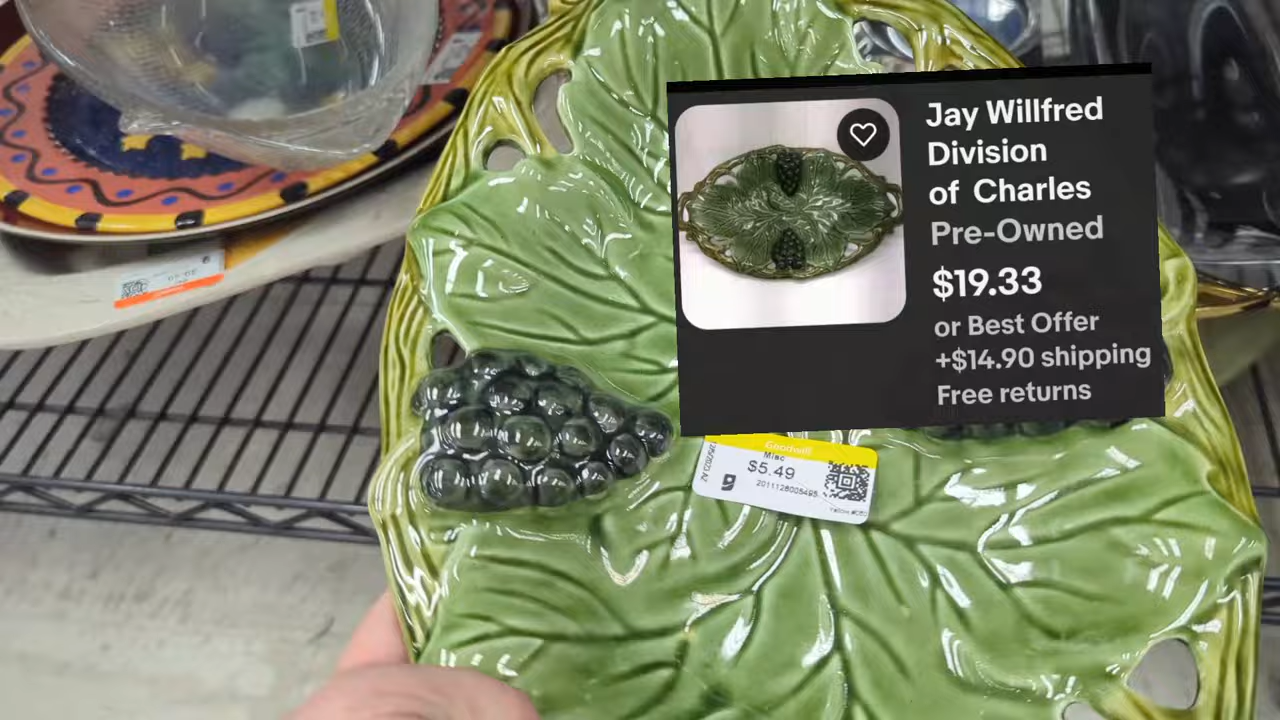 Jay Willfred
Division
of Charles
Pre-Owned
$19.33
or Best Offer
+$14.90 shipping
Free returns
Goodwill
Misc
$5.49